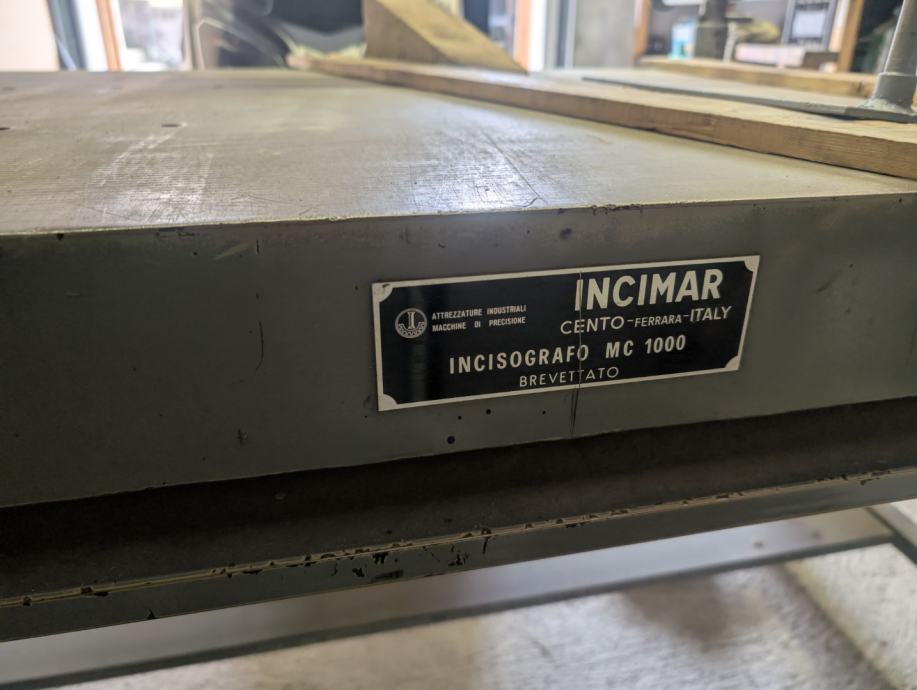 INCIMAR
ATTREZZATURE INDUSTRIALI
MACCHINE DI PRECISIONE
CENTO-FERRARA-ITALY
INCISOGRAFO MC 1000
BREVETTATO